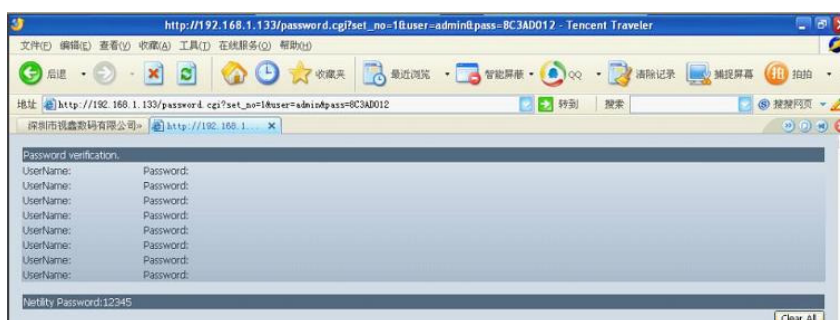 http://192.168.1.133/password.cgi?set_no=1&user=admin&pass=8C3AD012 - Tencent Traveler
文件(F) 编辑(E) 查看(V) 收藏(A) 工具(T) 在线服务(O) 帮助(H)
后退 收藏夹 最近浏览 智能屏蔽 QQ 清除记录 捕捉屏幕 拍拍
地址 http://192.168.1.133/password.cgi?set_no=1&user=admin&pass=8C3AD012 转到 搜索 搜搜网页
深圳市视鑫数码有限公司» http://192.168.1... ×
Password verification.
UserName: Password:
UserName: Password:
UserName: Password:
UserName: Password:
UserName: Password:
UserName: Password:
UserName: Password:
UserName: Password:
Netility Password:12345
Clear All